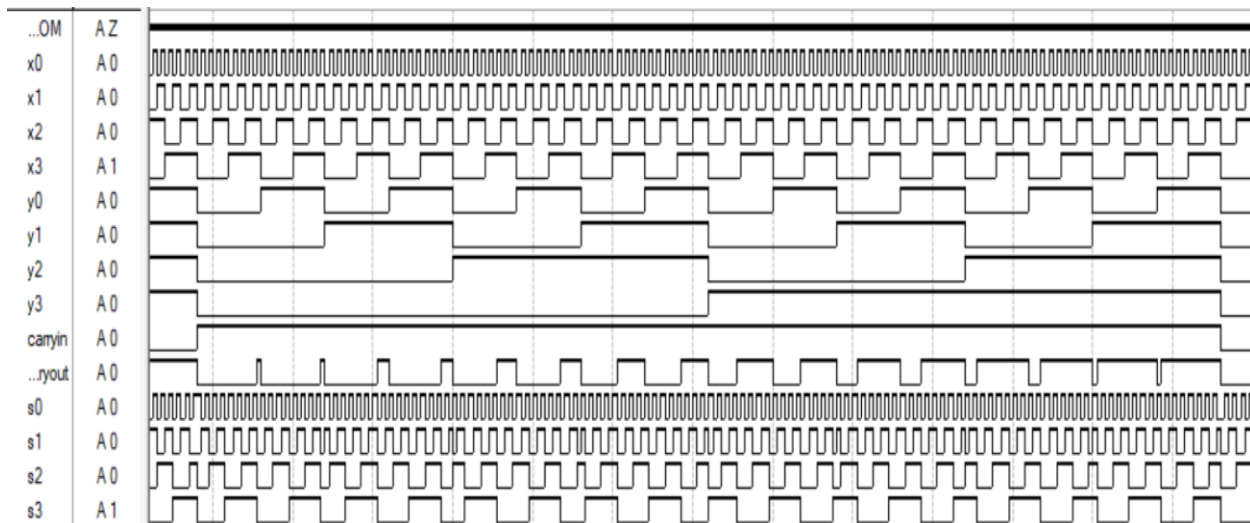 ...OM A Z
x0 A 0
x1 A 0
x2 A 0
x3 A 1
y0 A 0
y1 A 0
y2 A 0
y3 A 0
carryin A 0
...ryout A 0
s0 A 0
s1 A 0
s2 A 0
s3 A 1